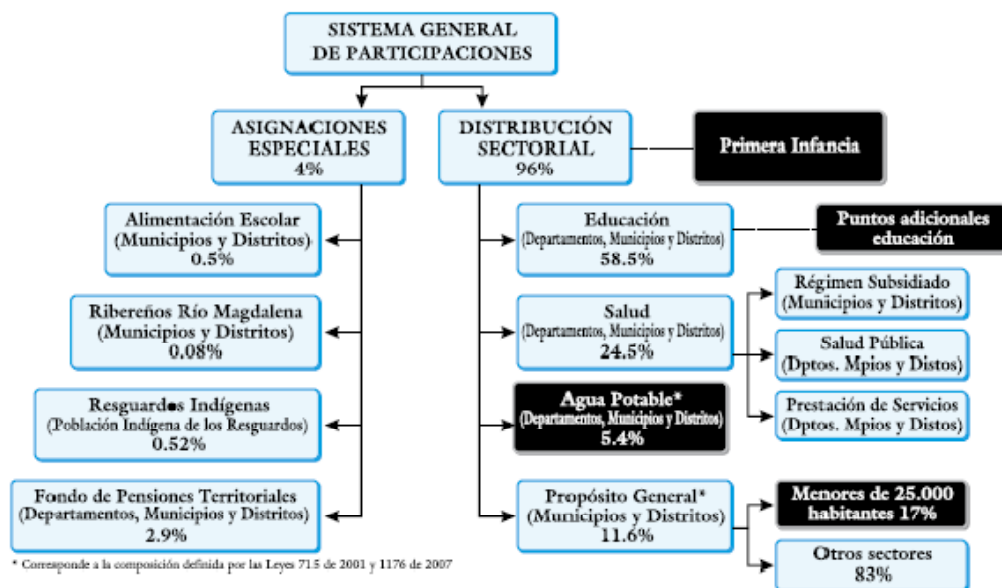 SISTEMA GENERAL
DE PARTICIPACIONES
ASIGNACIONES
ESPECIALES
4%
DISTRIBUCIÓN
SECTORIAL
96%
Primera Infancia
Alimentación Escolar
(Municipios y Distritos)
0.5%
Ribereños Río Magdalena
(Municipios y Distritos)
0.08%
Resguardos Indígenas
(Población Indígena de los Resguardos)
0.52%
Fondo de Pensiones Territoriales
(Departamentos, Municipios y Distritos)
2.9%
Educación
(Departamentos, Municipios y Distritos)
58.5%
Puntos adicionales
educación
Salud
(Departamentos, Municipios y Distritos)
24.5%
Régimen Subsidiado
(Municipios y Distritos)
Salud Pública
(Dptos. Mpios y Distos)
Prestación de Servicios
(Dptos. Mpios y Distos)
Agua Potable*
(Departamentos, Municipios y Distritos)
5.4%
Propósito General*
(Municipios y Distritos)
11.6%
Menores de 25.000
habitantes 17%
Otros sectores
83%
* Corresponde a la composición definida por las Leyes 715 de 2001 y 1176 de 2007